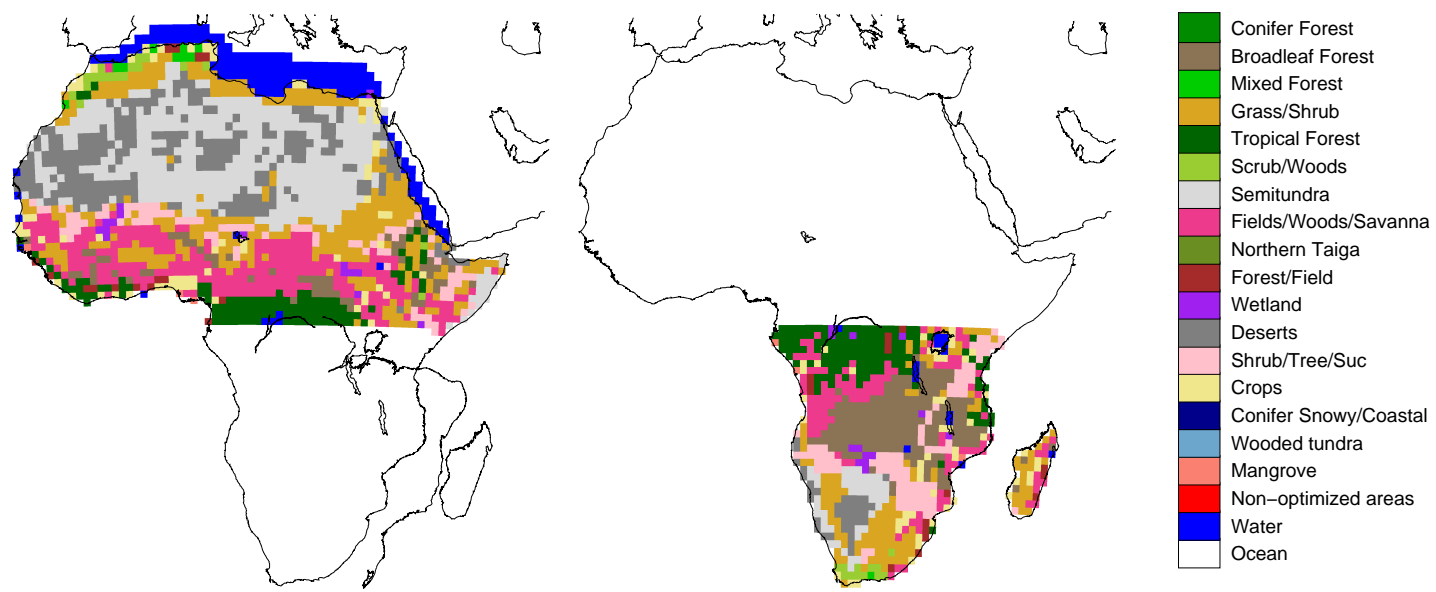 Conifer Forest
Broadleaf Forest
Mixed Forest
Grass/Shrub
Tropical Forest
Scrub/Woods
Semitundra
Fields/Woods/Savanna
Northern Taiga
Forest/Field
Wetland
Deserts
Shrub/Tree/Suc
Crops
Conifer Snowy/Coastal
Wooded tundra
Mangrove
Non−optimized areas
Water
Ocean